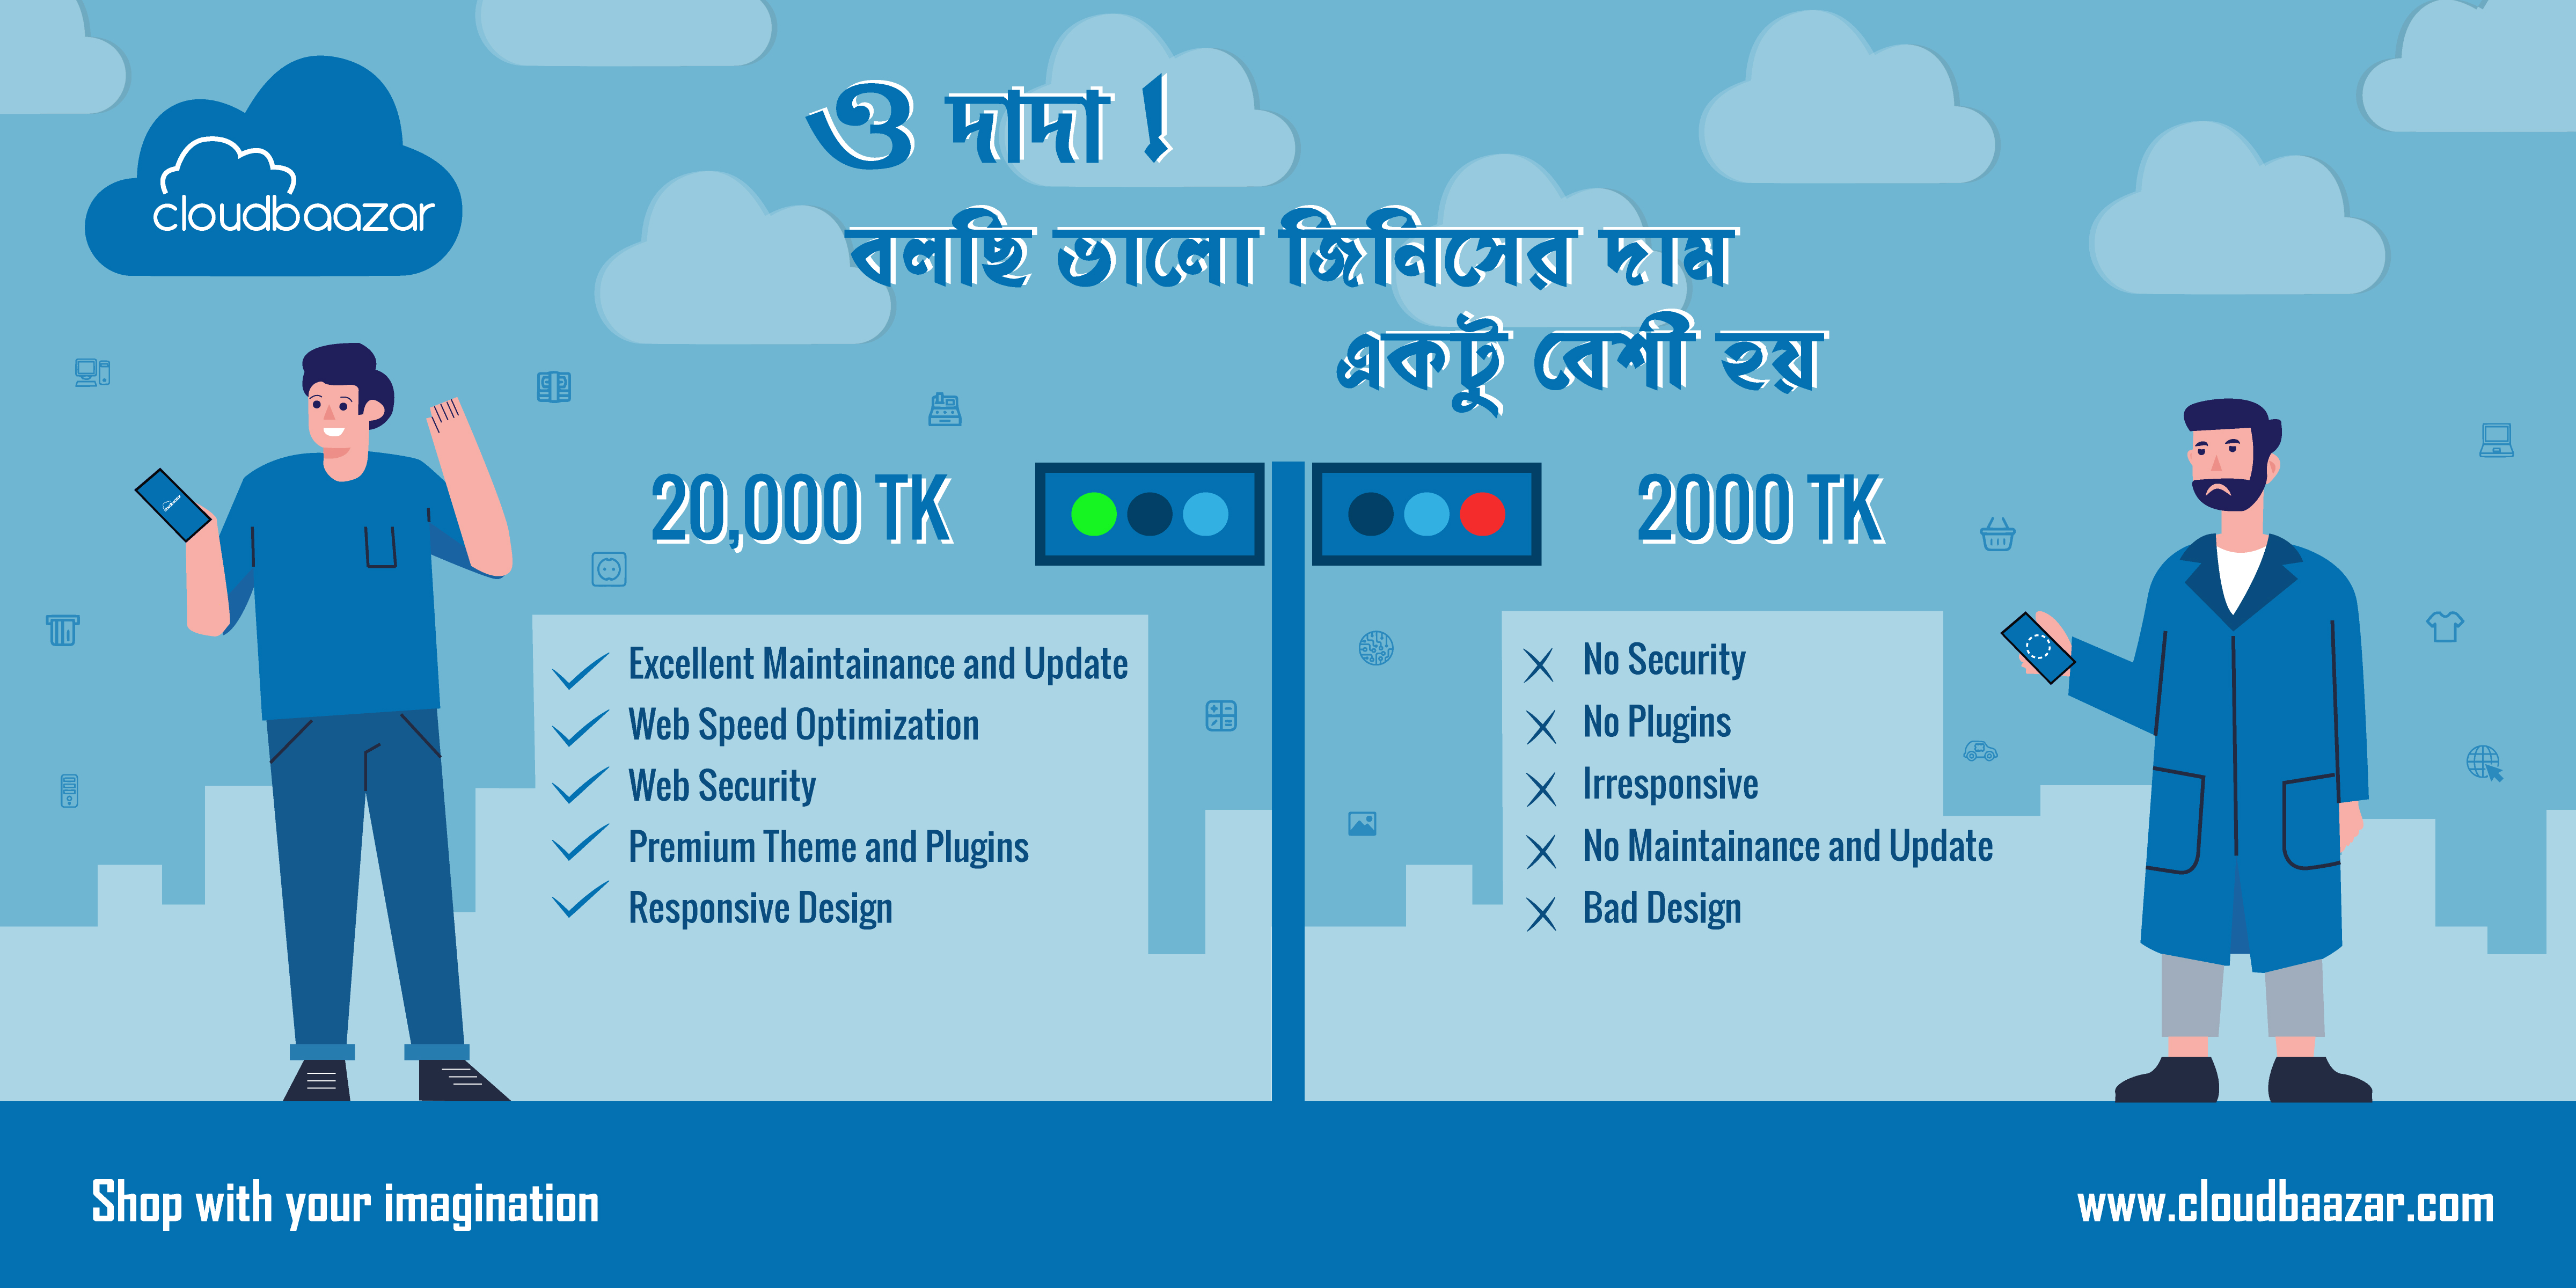 cloudbaazar
ও দাদা !
বলছি ভালো জিনিসের দাম
একটু বেশী হয়
20,000 TK
2000 TK
Excellent Maintainance and Update
Web Speed Optimization
Web Security
Premium Theme and Plugins
Responsive Design
No Security
No Plugins
Irresponsive
No Maintainance and Update
Bad Design
Shop with your imagination
www.cloudbaazar.com